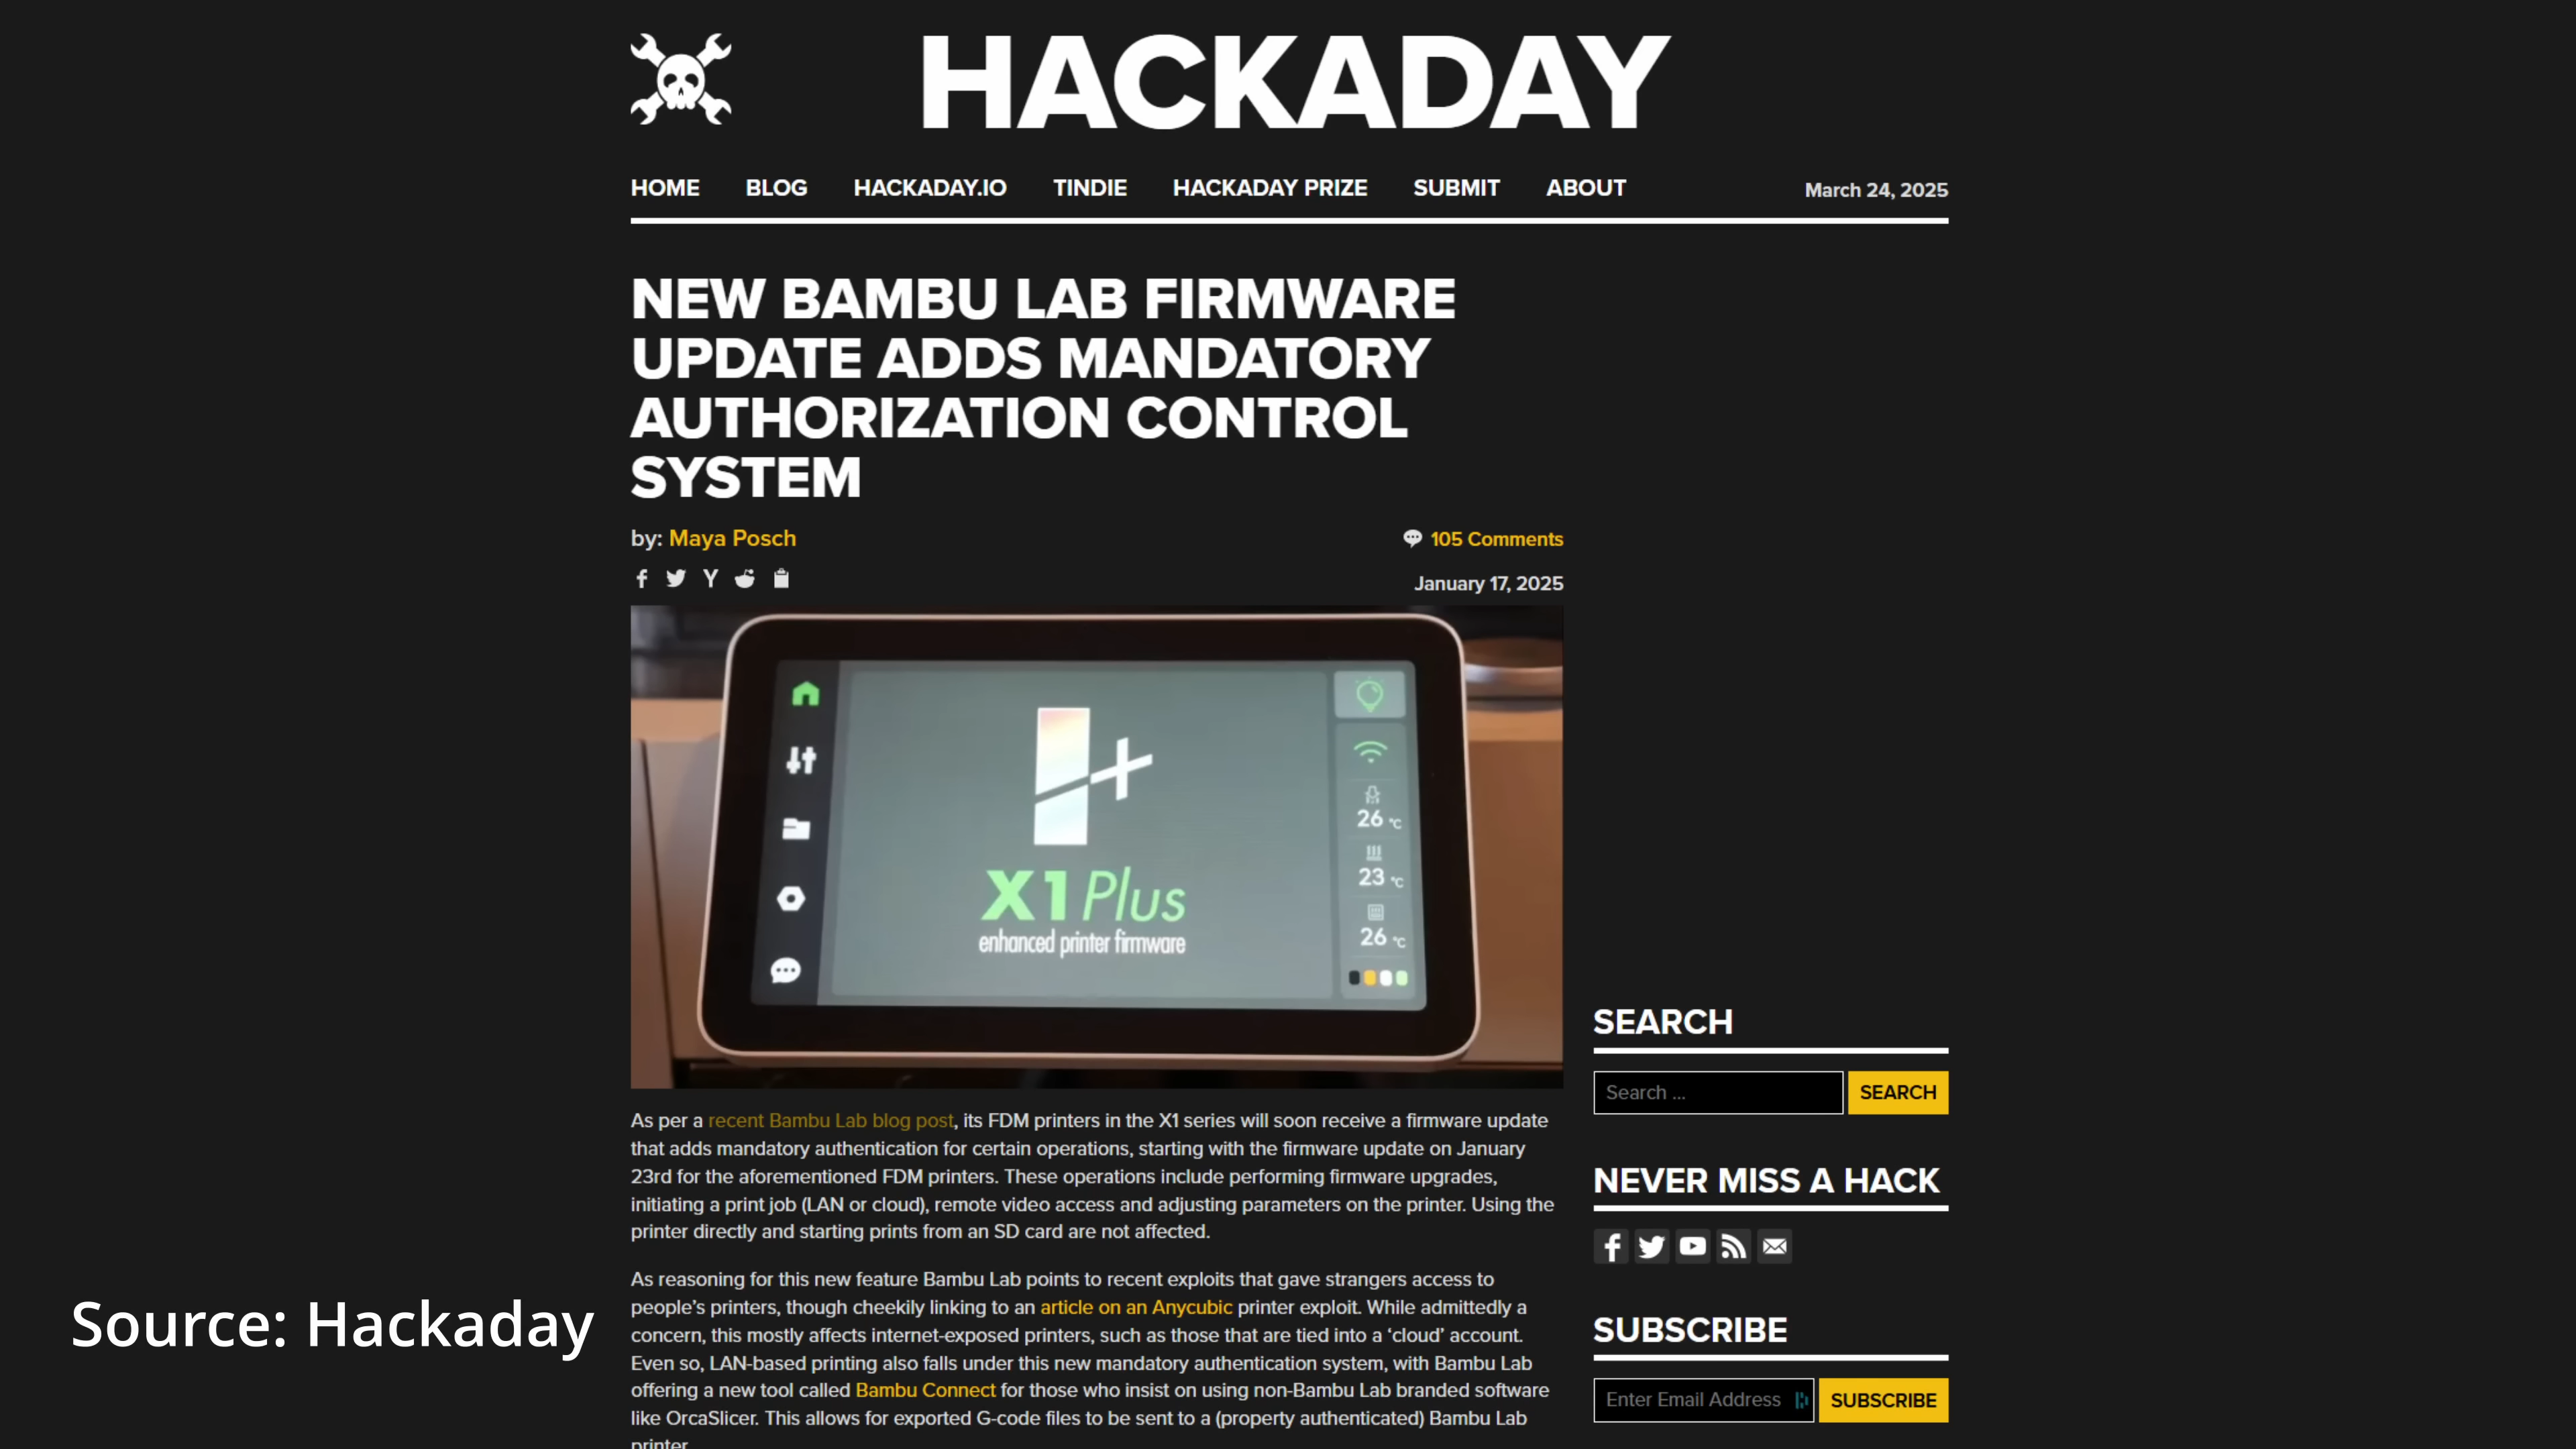 HACKADAY
HOME BLOG HACKADAY.IO TINDIE HACKADAY PRIZE SUBMIT ABOUT March 24, 2025
NEW BAMBU LAB FIRMWARE
UPDATE ADDS MANDATORY
AUTHORIZATION CONTROL
SYSTEM
by: Maya Posch
105 Comments
January 17, 2025
X1 Plus
enhanced printer firmware
26 °C
23 °C
26 °C
As per a recent Bambu Lab blog post, its FDM printers in the X1 series will soon receive a firmware update
that adds mandatory authentication for certain operations, starting with the firmware update on January
23rd for the aforementioned FDM printers. These operations include performing firmware upgrades,
initiating a print job (LAN or cloud), remote video access and adjusting parameters on the printer. Using the
printer directly and starting prints from an SD card are not affected.
As reasoning for this new feature Bambu Lab points to recent exploits that gave strangers access to
people's printers, though cheekily linking to an article on an Anycubic printer exploit. While admittedly a
concern, this mostly affects internet-exposed printers, such as those that are tied into a 'cloud' account.
Even so, LAN-based printing also falls under this new mandatory authentication system, with Bambu Lab
offering a new tool called Bambu Connect for those who insist on using non-Bambu Lab branded software
like OrcaSlicer. This allows for exported G-code files to be sent to a (property authenticated) Bambu Lab
printer.
SEARCH
Search ... SEARCH
NEVER MISS A HACK
SUBSCRIBE
Enter Email Address SUBSCRIBE
Source: Hackaday